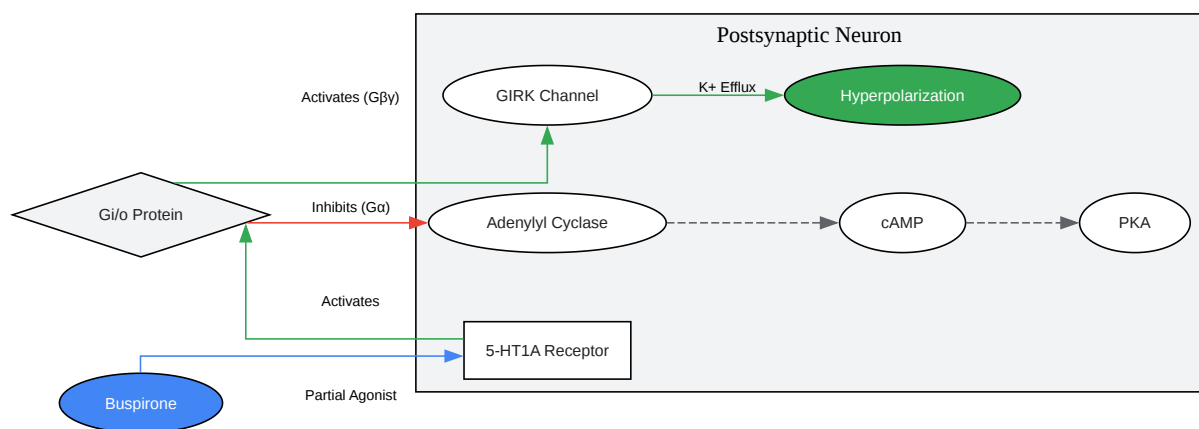 Postsynaptic Neuron
Activates (Gβγ)
GIRK Channel
K+ Efflux
Hyperpolarization
Gi/o Protein
Inhibits (Gα)
Adenylyl Cyclase
cAMP
PKA
Activates
5-HT1A Receptor
Partial Agonist
Buspirone